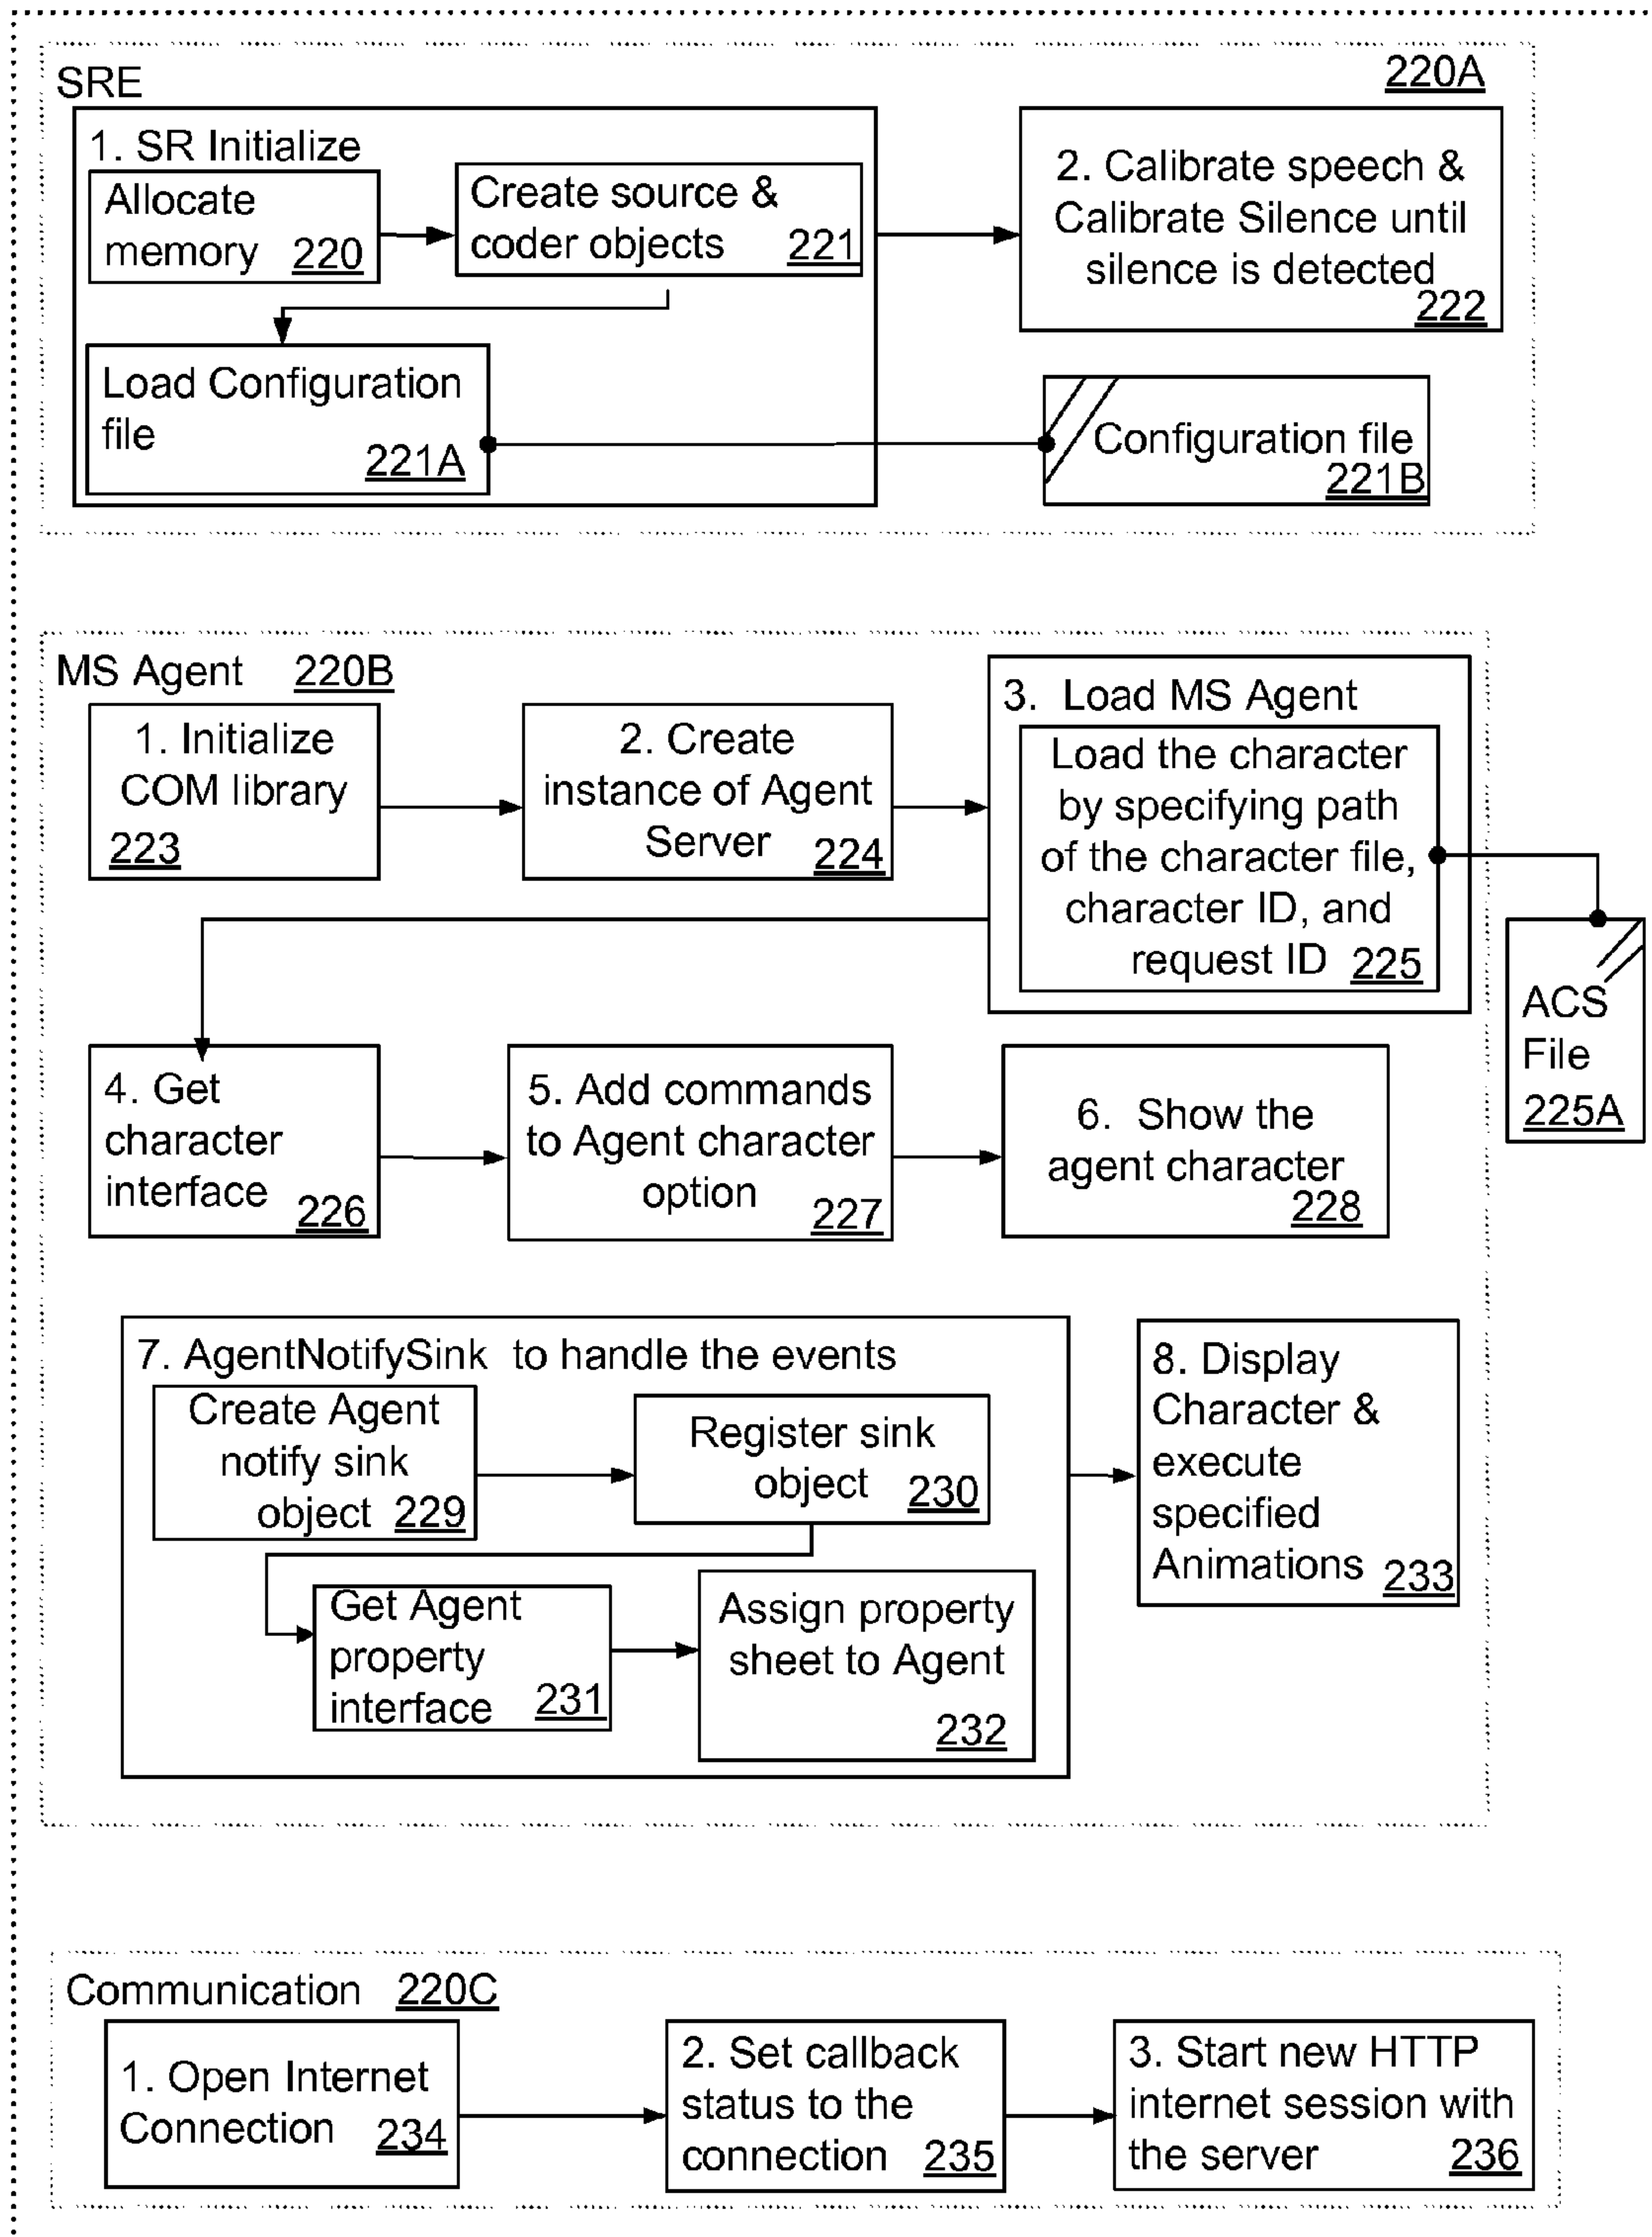 SRE
220A
1. SR Initialize
Allocate
memory 220
Create source &
coder objects 221
2. Calibrate speech &
Calibrate Silence until
silence is detected
222
Load Configuration
file
221A
Configuration file
221B
MS Agent 220B
1. Initialize
COM library
223
2. Create
instance of Agent
Server 224
3. Load MS Agent
Load the character
by specifying path
of the character file,
character ID, and
request ID 225
ACS
File
225A
4. Get
character
interface 226
5. Add commands
to Agent character
option 227
6. Show the
agent character
228
7. AgentNotifySink to handle the events
Create Agent
notify sink
object 229
Register sink
object 230
Get Agent
property
interface 231
Assign property
sheet to Agent
232
8. Display
Character &
execute
specified
Animations 233
Communication 220C
1. Open Internet
Connection 234
2. Set callback
status to the
connection 235
3. Start new HTTP
internet session with
the server 236